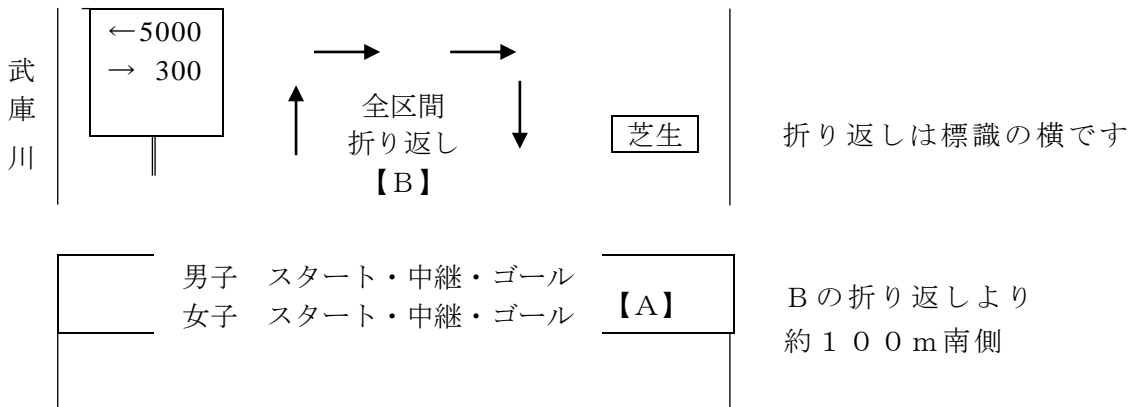 武庫川
←5000
→ 300
全区間
折り返し
【B】
芝生
折り返しは標識の横です
男子 スタート・中継・ゴール
女子 スタート・中継・ゴール
【A】
Bの折り返しより
約100m南側